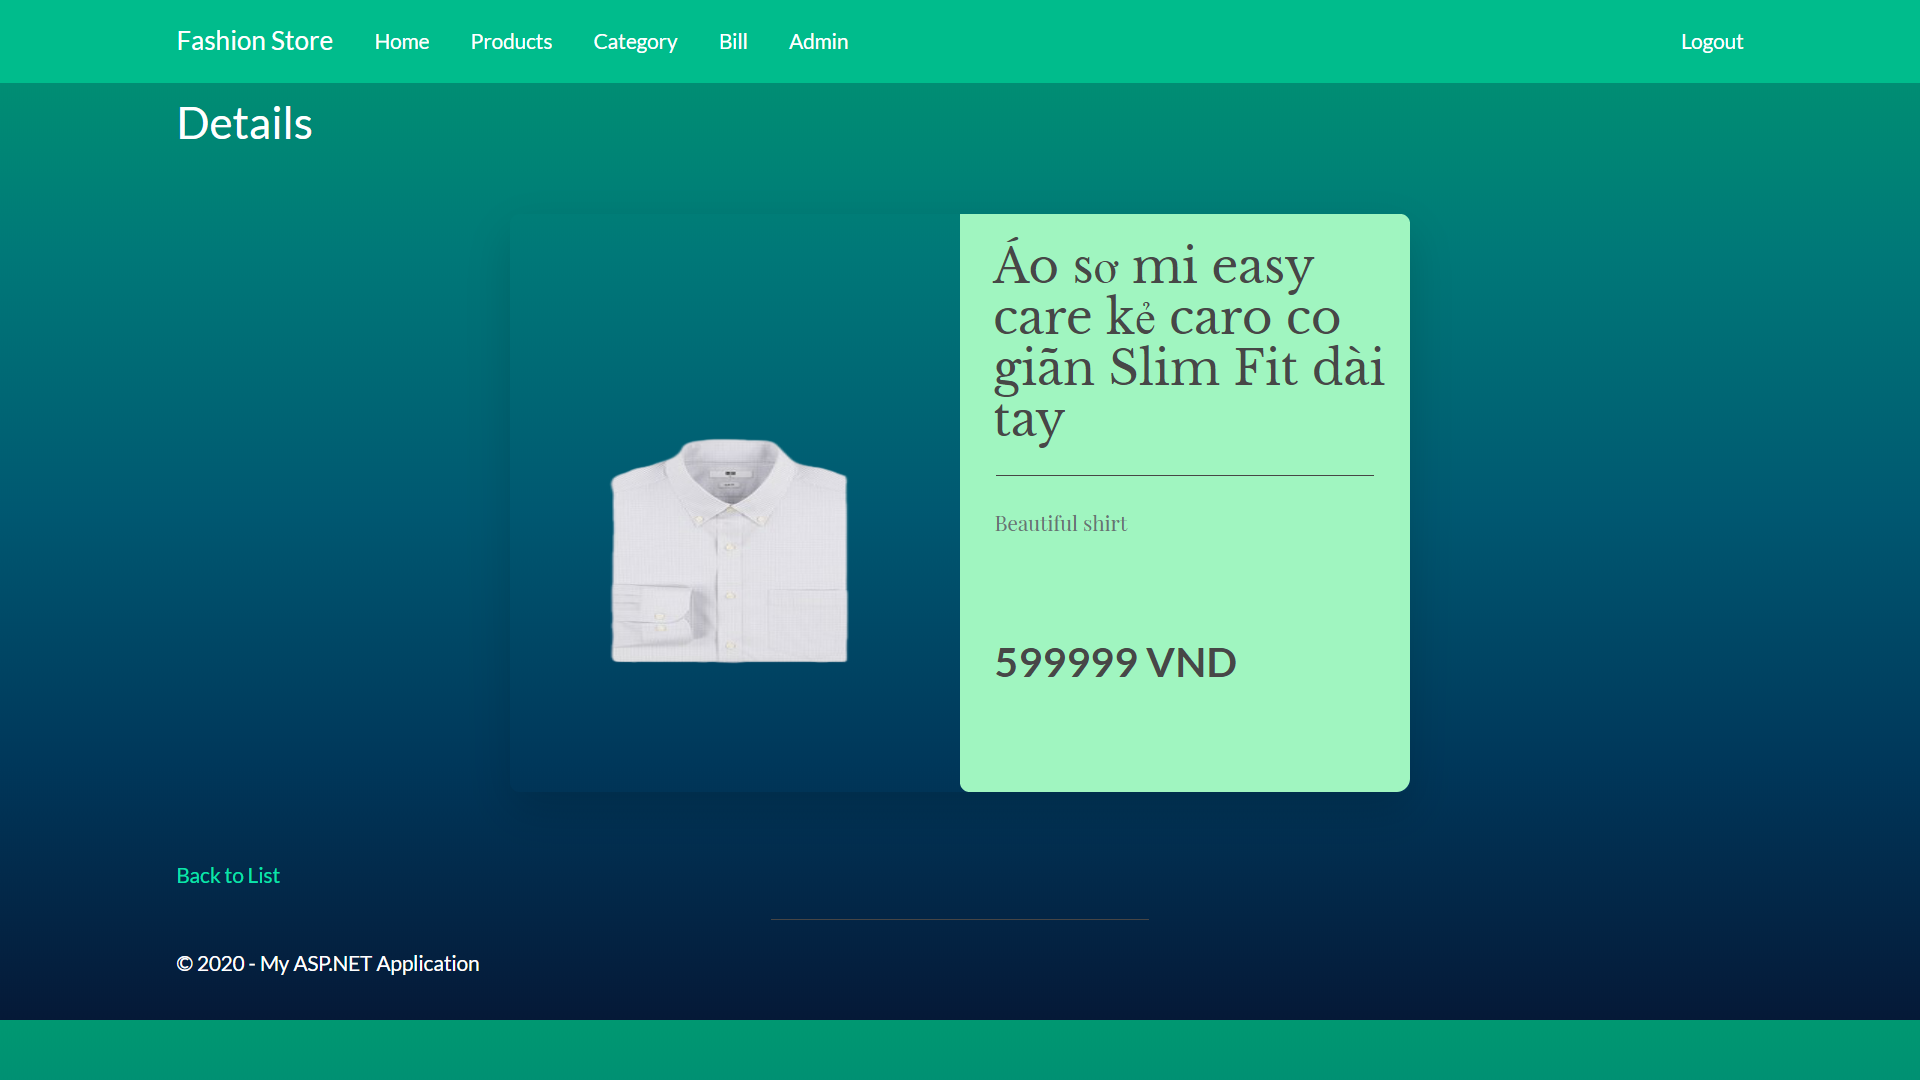 Fashion Store Home Products Category Bill Admin Logout
Details
Áo sơ mi easy
care kẻ caro co
giãn Slim Fit dài
tay
Beautiful shirt
599999 VND
Back to List
© 2020 - My ASP.NET Application